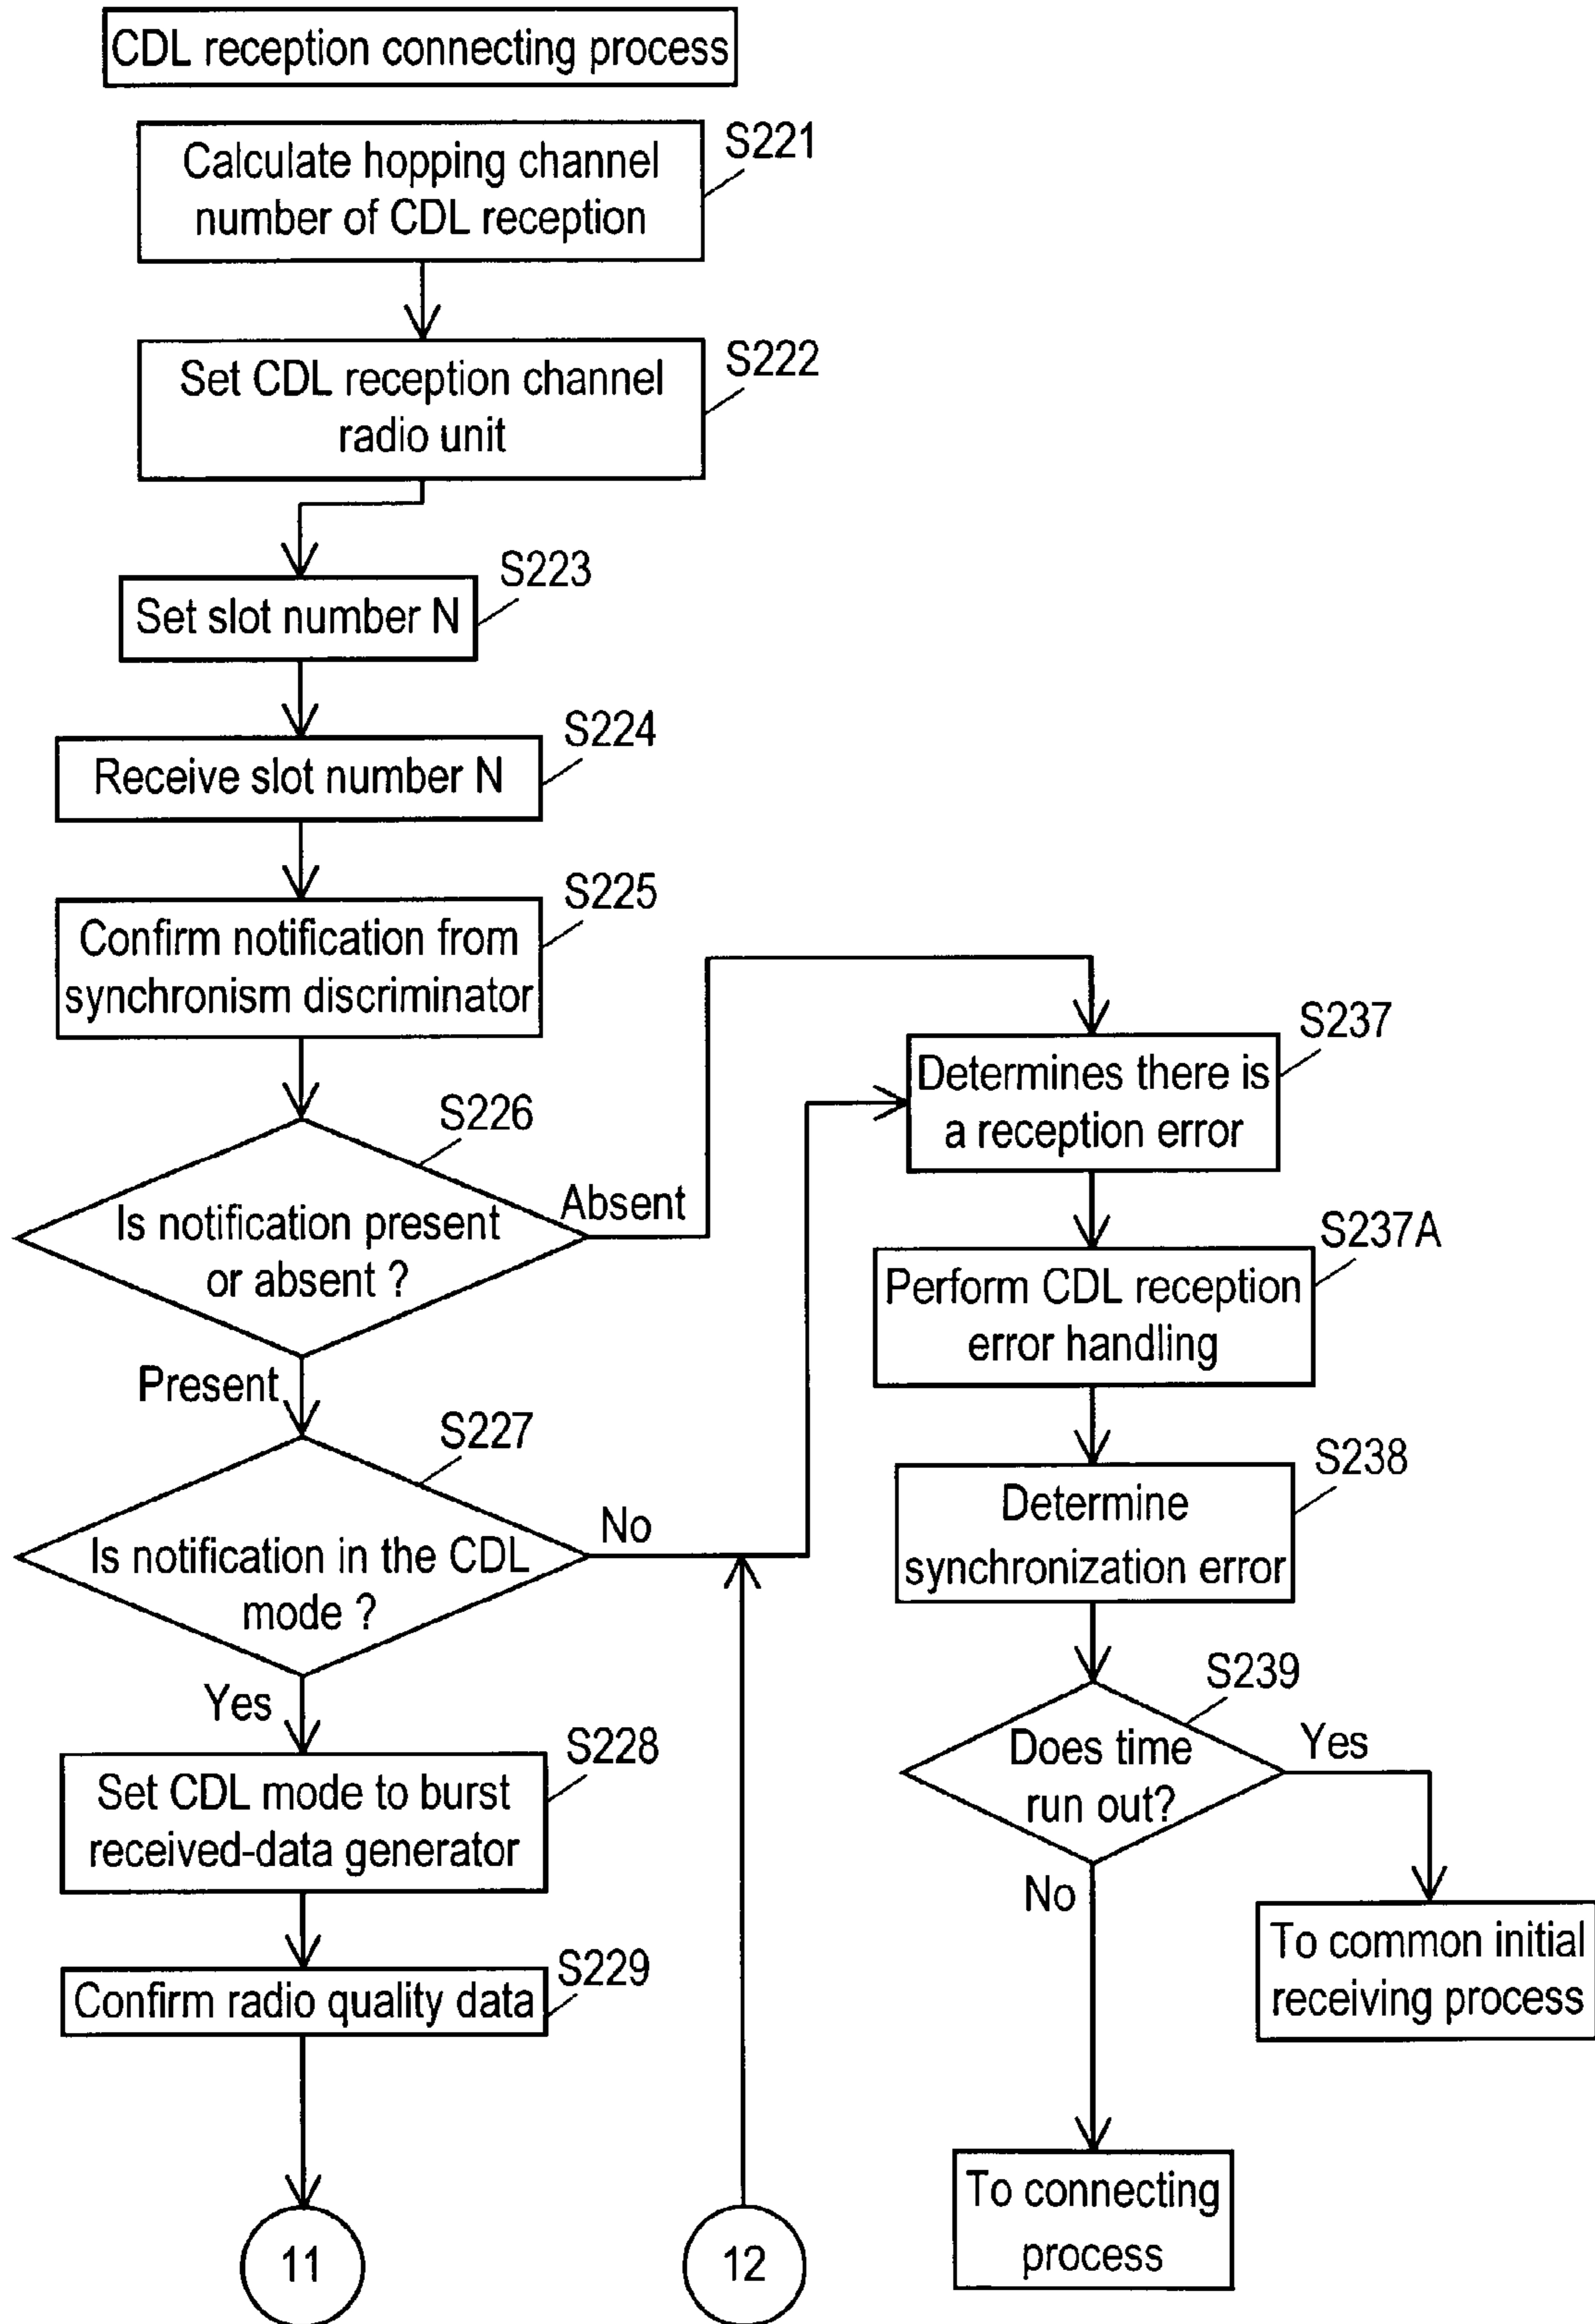 CDL reception connecting process
S221
Calculate hopping channel
number of CDL reception
S222
Set CDL reception channel
radio unit
S223
Set slot number N
S224
Receive slot number N
S225
Confirm notification from
synchronism discriminator
S226
Is notification present
or absent ?
Absent
Present
S227
Is notification in the CDL
mode ?
No
Yes
S228
Set CDL mode to burst
received-data generator
S229
Confirm radio quality data
11
12
S237
Determines there is
a reception error
S237A
Perform CDL reception
error handling
S238
Determine
synchronization error
S239
Does time
run out?
Yes
No
To common initial
receiving process
To connecting
process